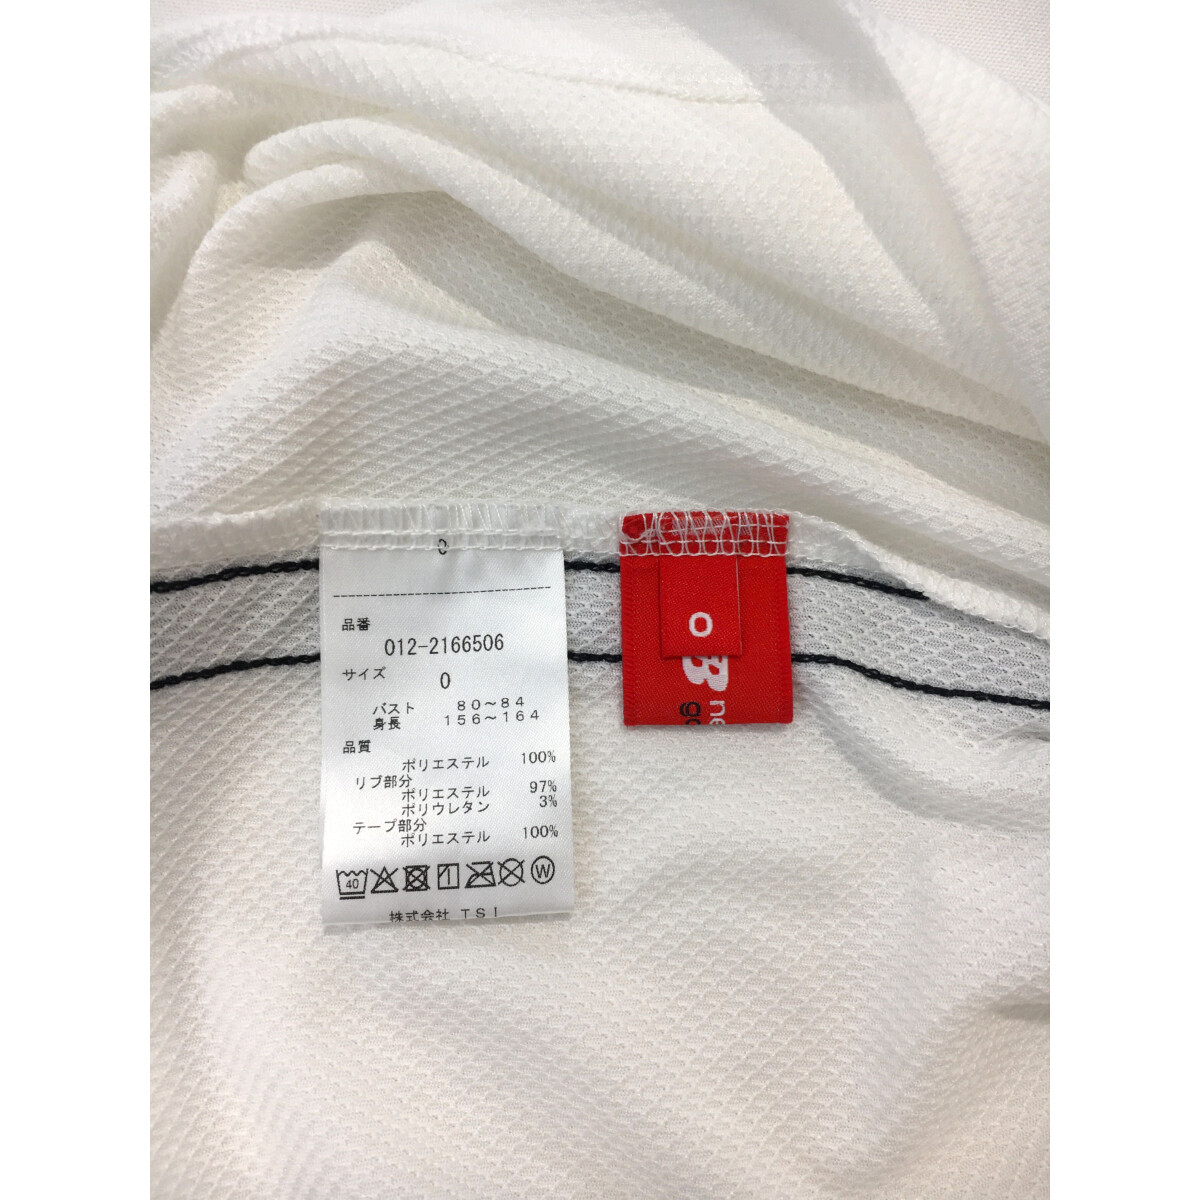 0
品番
012-2166506
サイズ
0
バスト 80～84
身長 156～164
品質
ポリエステル 100%
リブ部分
ポリエステル 97%
ポリウレタン 3%
テープ部分
ポリエステル 100%
40
W
株式会社 TSI
0
B ne
go